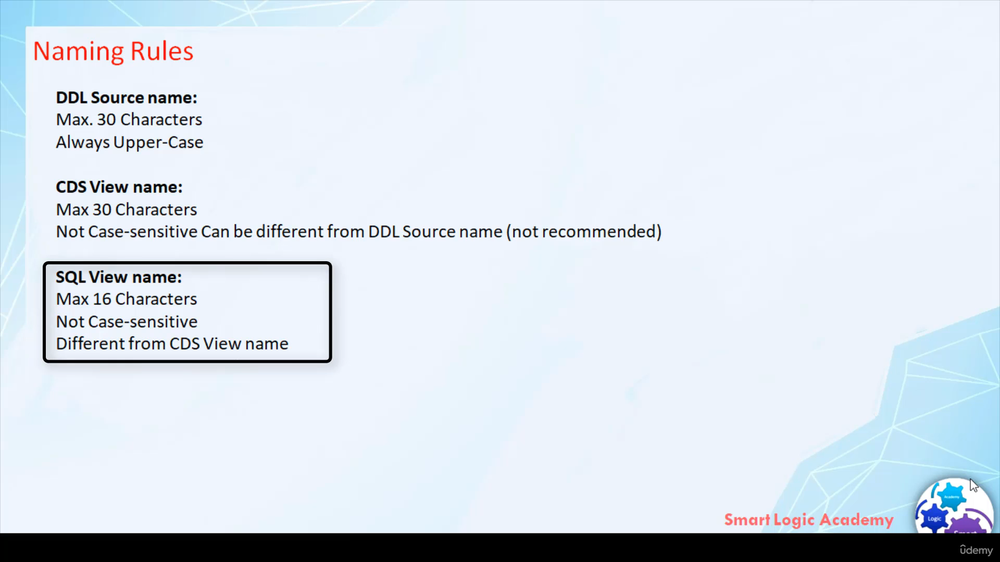 Naming Rules
DDL Source name:
Max. 30 Characters
Always Upper-Case
CDS View name:
Max 30 Characters
Not Case-sensitive Can be different from DDL Source name (not recommended)
SQL View name:
Max 16 Characters
Not Case-sensitive
Different from CDS View name
Smart Logic Academy
Academy
Logic
Smart
ûdemy